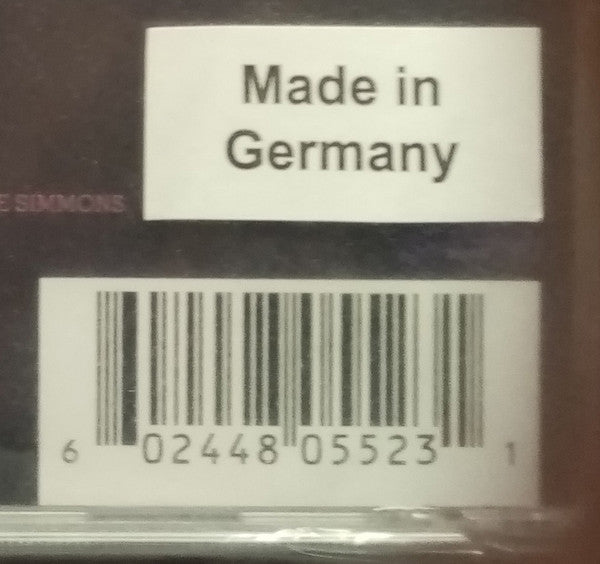 Made in
Germany
E SIMMONS
6 02448 05523 1